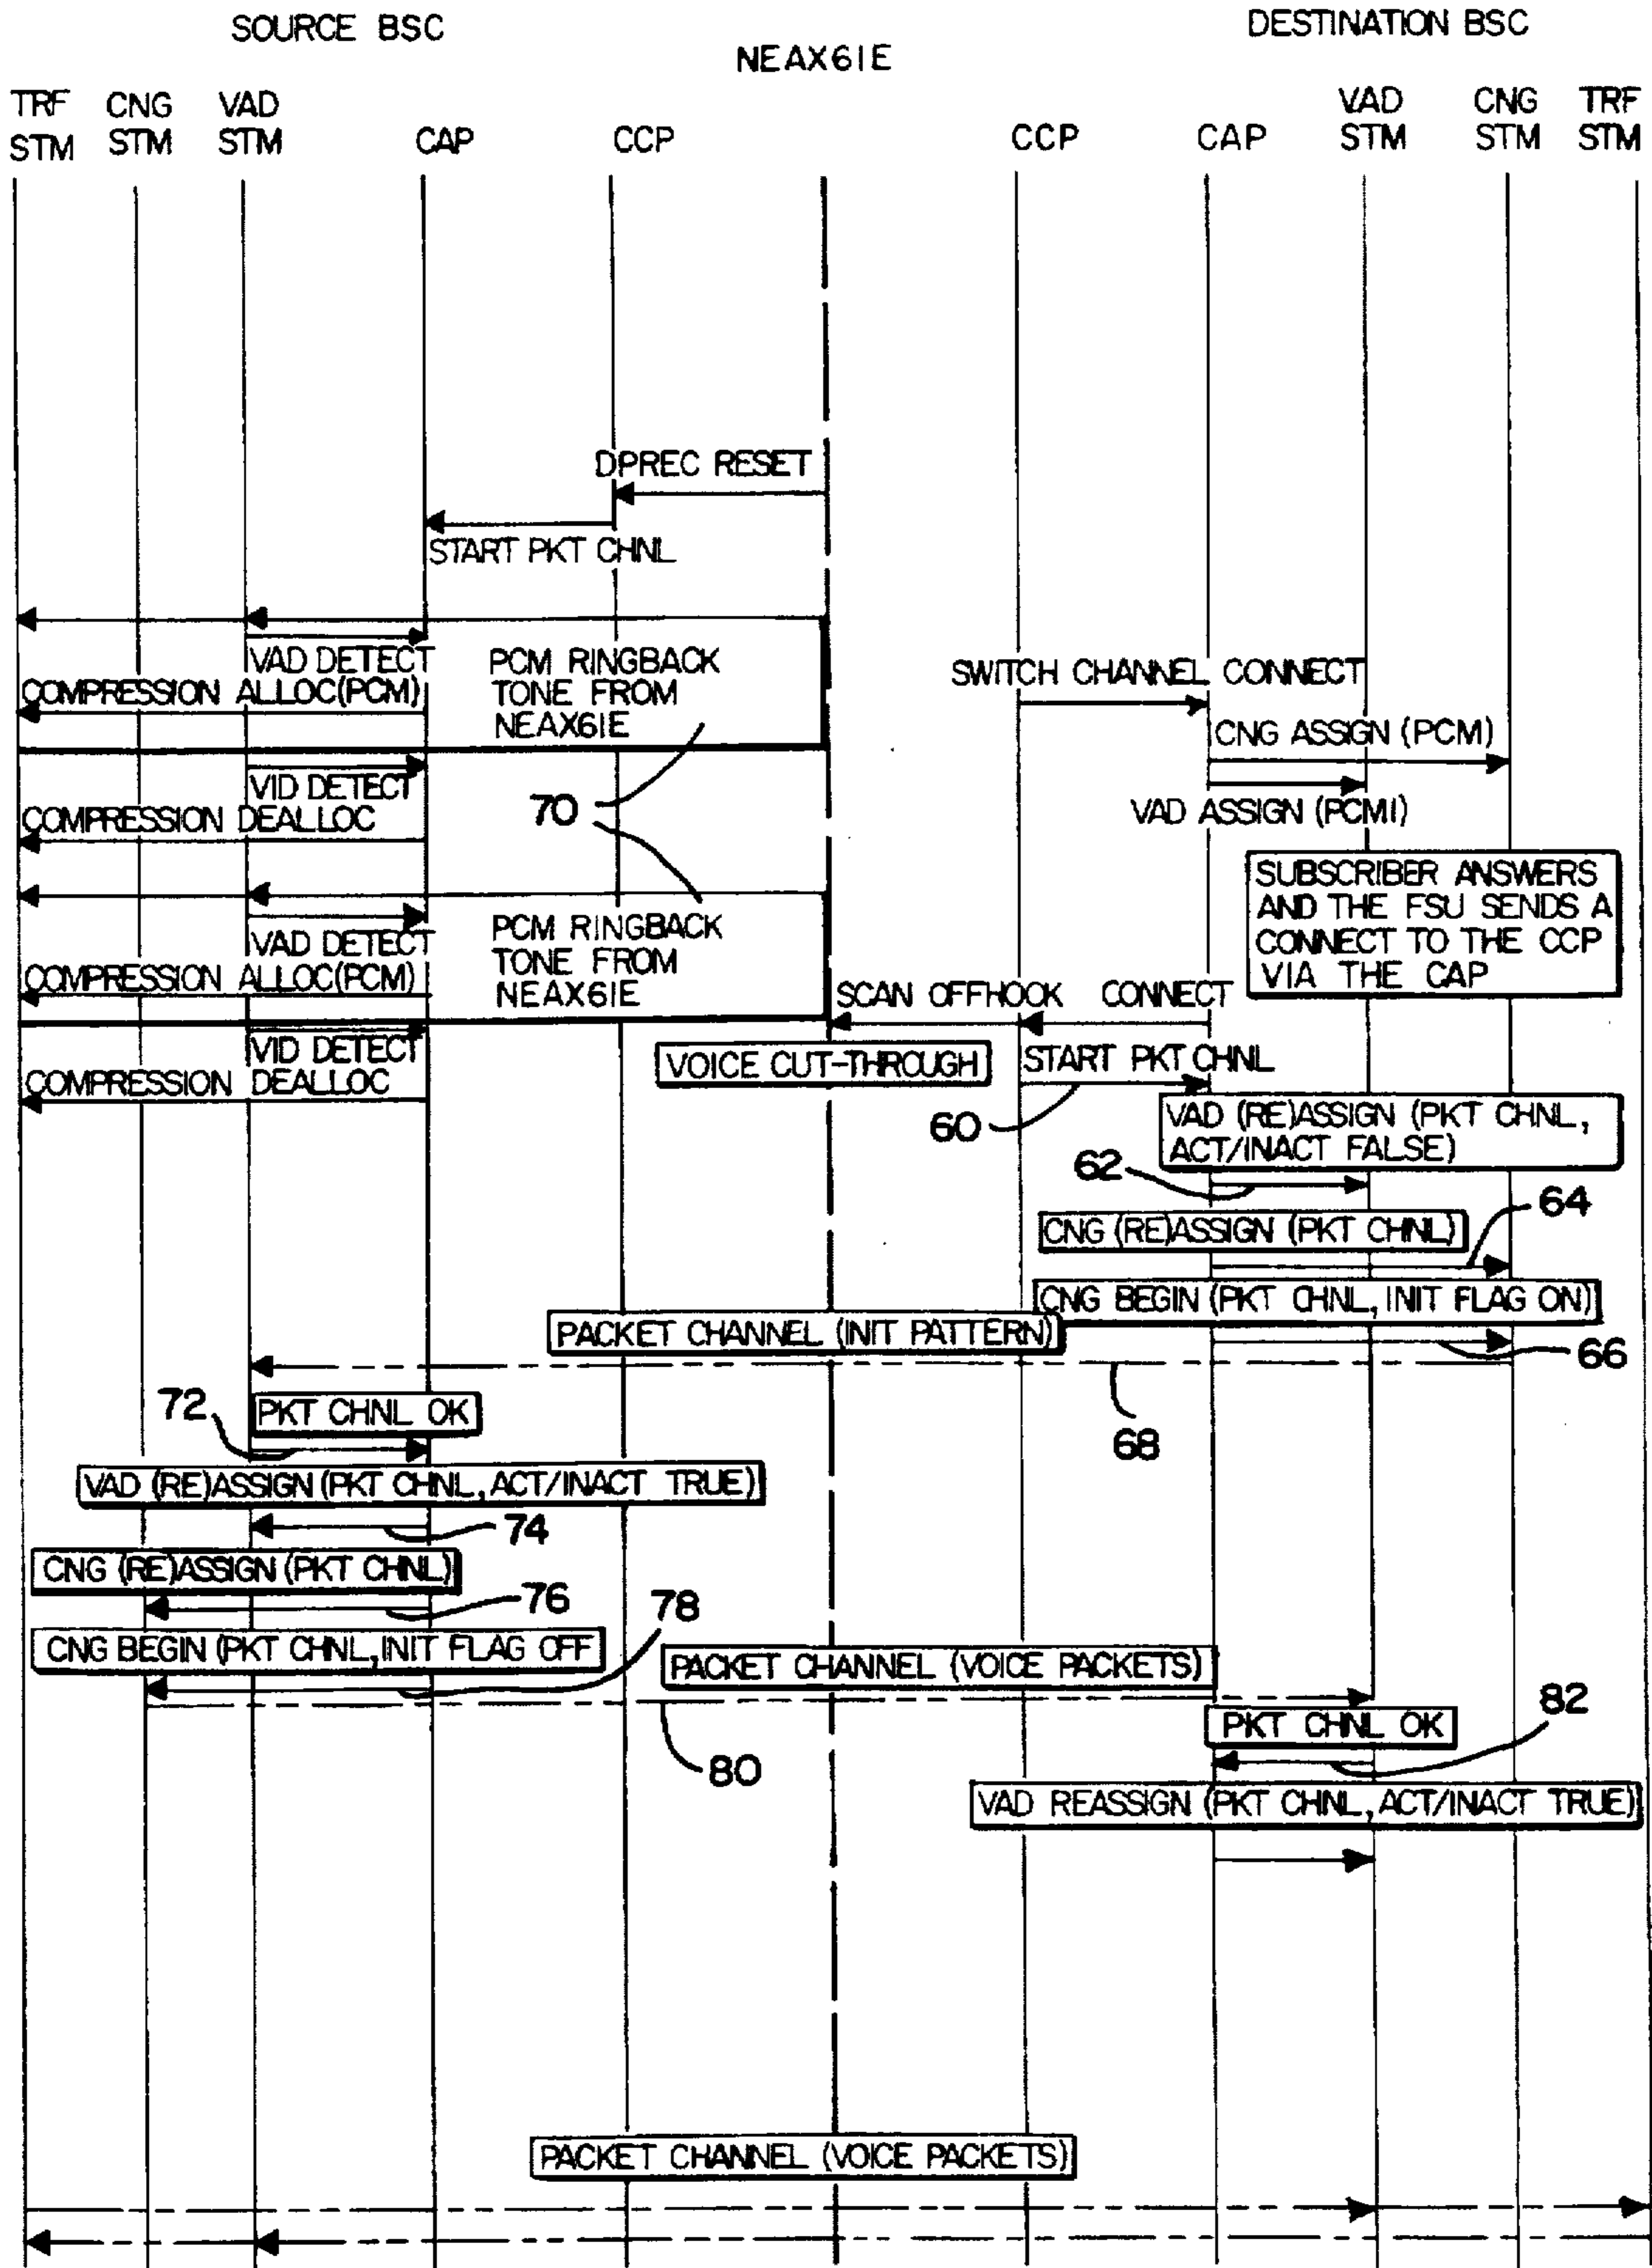 SOURCE BSC
DESTINATION BSC
NEAX61E
TRF STM
CNG STM
VAD STM
CAP
CCP
CCP
CAP
VAD STM
CNG STM
TRF STM
DPREC RESET
START PKT CHNL
VAD DETECT
COMPRESSION ALLOC(PCM)
PCM RINGBACK
TONE FROM
NEAX61E
SWITCH CHANNEL CONNECT
CNG ASSIGN (PCM)
VID DETECT
COMPRESSION DEALLOC
70
VAD ASSIGN (PCM1)
SUBSCRIBER ANSWERS
AND THE FSU SENDS A
CONNECT TO THE CCP
VIA THE CAP
VAD DETECT
COMPRESSION ALLOC(PCM)
PCM RINGBACK
TONE FROM
NEAX61E
SCAN OFFHOOK CONNECT
VID DETECT
COMPRESSION DEALLOC
VOICE CUT-THROUGH
START PKT CHNL
60
VAD (RE)ASSIGN (PKT CHNL,
ACT/INACT FALSE)
62
CNG (RE)ASSIGN (PKT CHNL)
64
CNG BEGIN (PKT CHNL, INIT FLAG ON)
PACKET CHANNEL (INIT PATTERN)
66
68
72
PKT CHNL OK
VAD (RE)ASSIGN (PKT CHNL, ACT/INACT TRUE)
74
CNG (RE)ASSIGN (PKT CHNL)
76
78
CNG BEGIN (PKT CHNL, INIT FLAG OFF
PACKET CHANNEL (VOICE PACKETS)
80
PKT CHNL OK
82
VAD REASSIGN (PKT CHNL, ACT/INACT TRUE)
PACKET CHANNEL (VOICE PACKETS)